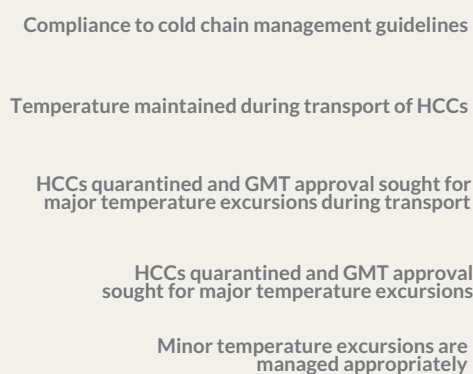 Compliance to cold chain management guidelines
Temperature maintained during transport of HCCs
HCCs quarantined and GMT approval sought for
major temperature excursions during transport
HCCs quarantined and GMT approval
sought for major temperature excursions
Minor temperature excursions are
managed appropriately